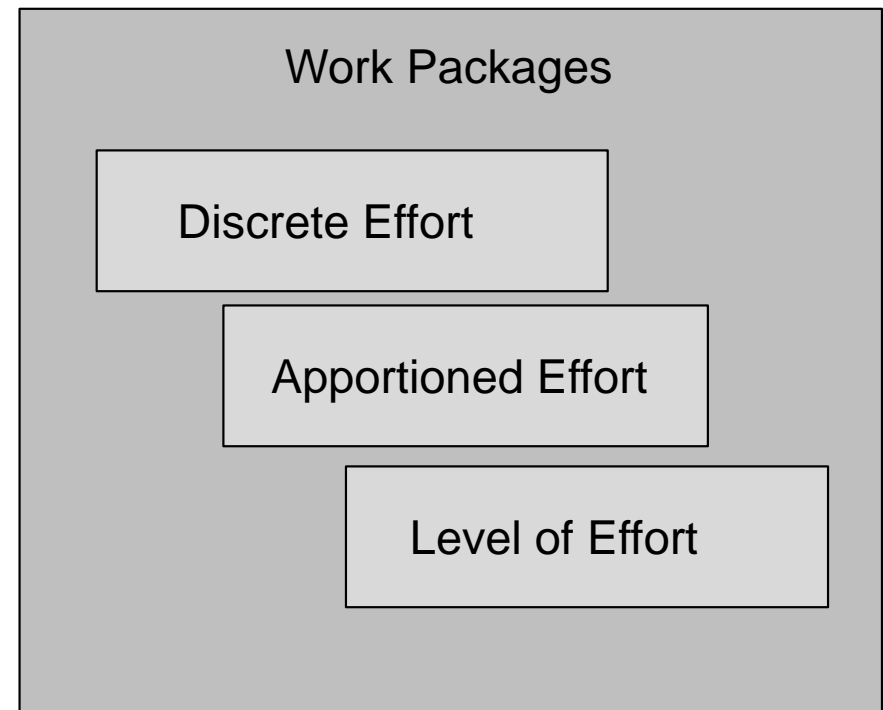 Work Packages
Discrete Effort
Apportioned Effort
Level of Effort